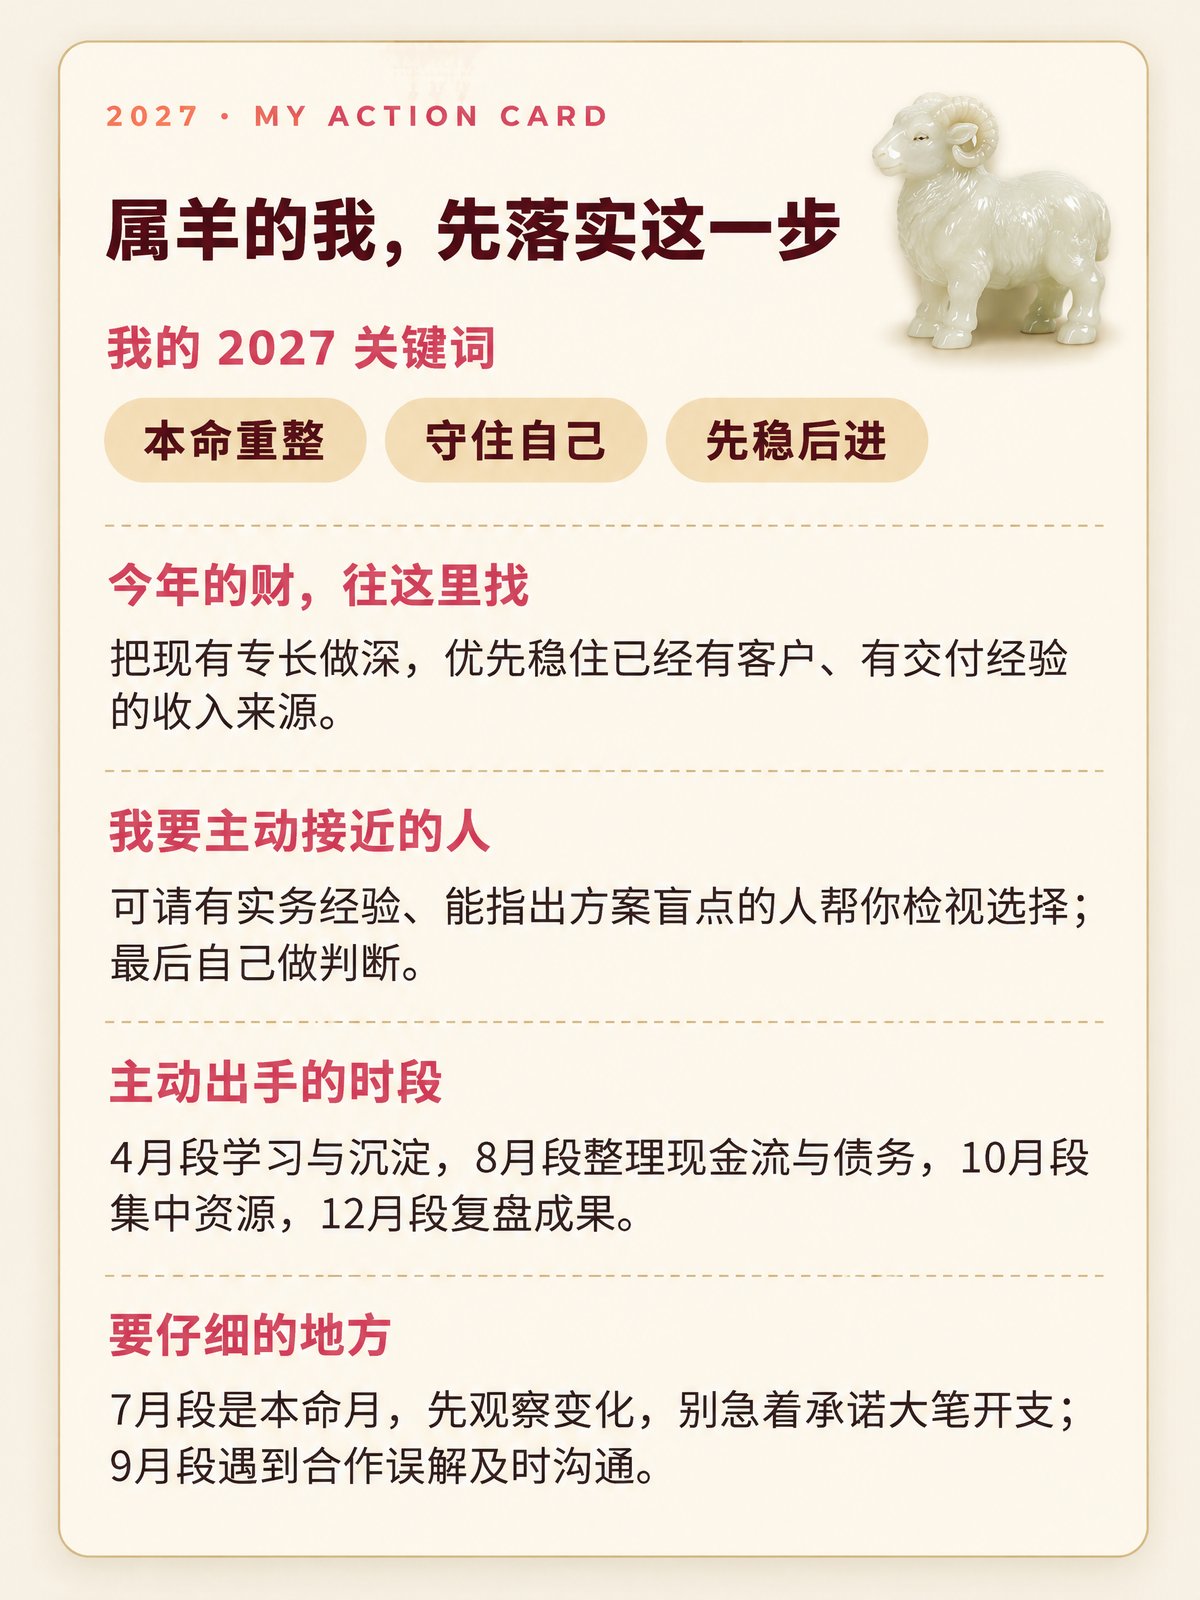 2027 · MY ACTION CARD
属羊的我，先落实这一步
我的 2027 关键词
本命重整 守住自己 先稳后进
今年的财，往这里找
把现有专长做深，优先稳住已经有客户、有交付经验
的收入来源。
我要主动接近的人
可请有实务经验、能指出方案盲点的人帮你检视选择；
最后自己做判断。
主动出手的时段
4月段学习与沉淀，8月段整理现金流与债务，10月段
集中资源，12月段复盘成果。
要仔细的地方
7月段是本命月，先观察变化，别急着承诺大笔开支；
9月段遇到合作误解及时沟通。